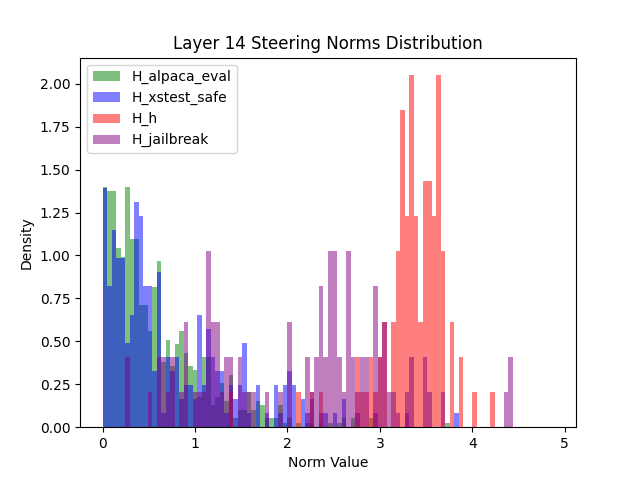 Layer 14 Steering Norms Distribution
H_alpaca_eval
H_xstest_safe
H_h
H_jailbreak
2.00
1.75
1.50
1.25
1.00
0.75
0.50
0.25
0.00
Density
0 1 2 3 4 5
Norm Value